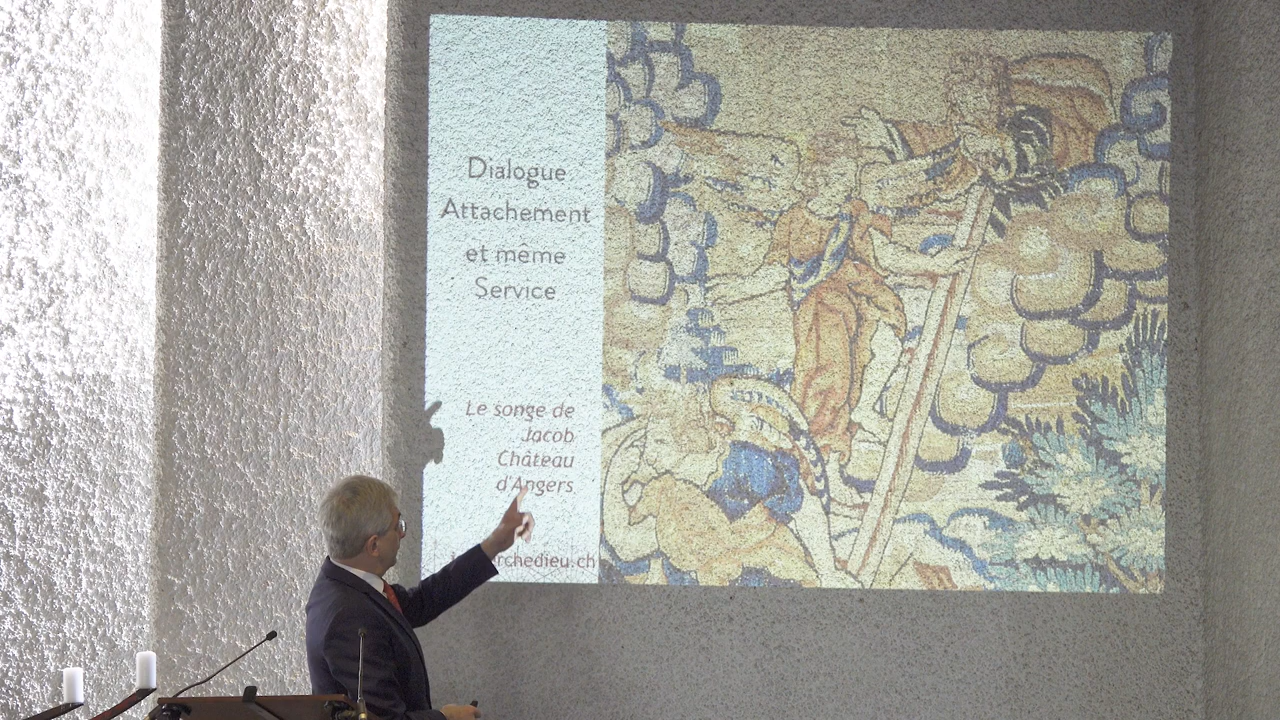 Dialogue
Attachement
et même
Service
Le songe de
Jacob
Château
d'Angers
rchedieu.ch